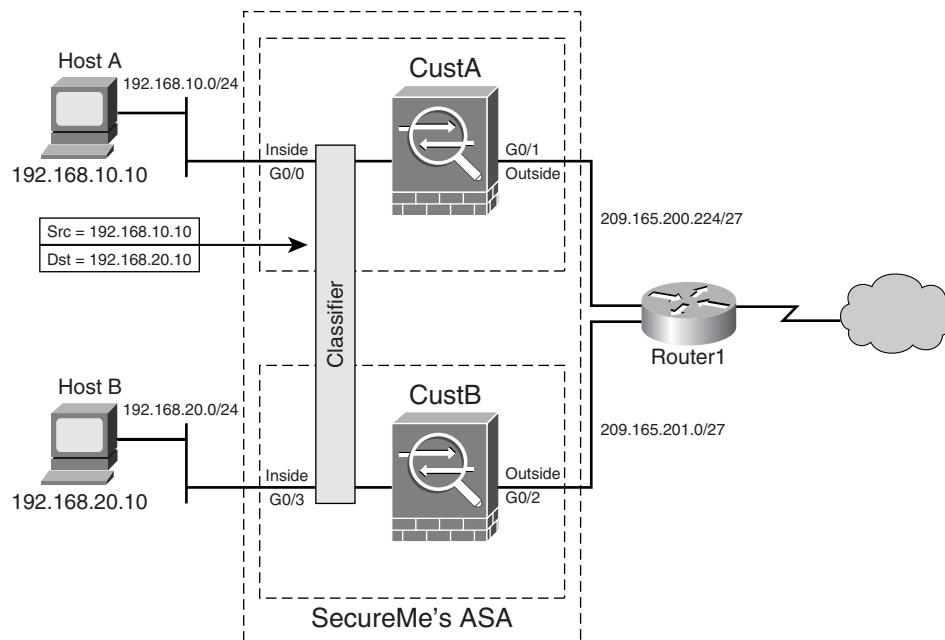 Host A
192.168.10.0/24
192.168.10.10
Inside
G0/0
CustA
G0/1
Outside
209.165.200.224/27
Src = 192.168.10.10
Dst = 192.168.20.10
Classifier
Router1
Host B
192.168.20.0/24
192.168.20.10
Inside
G0/3
CustB
Outside
G0/2
209.165.201.0/27
SecureMe's ASA